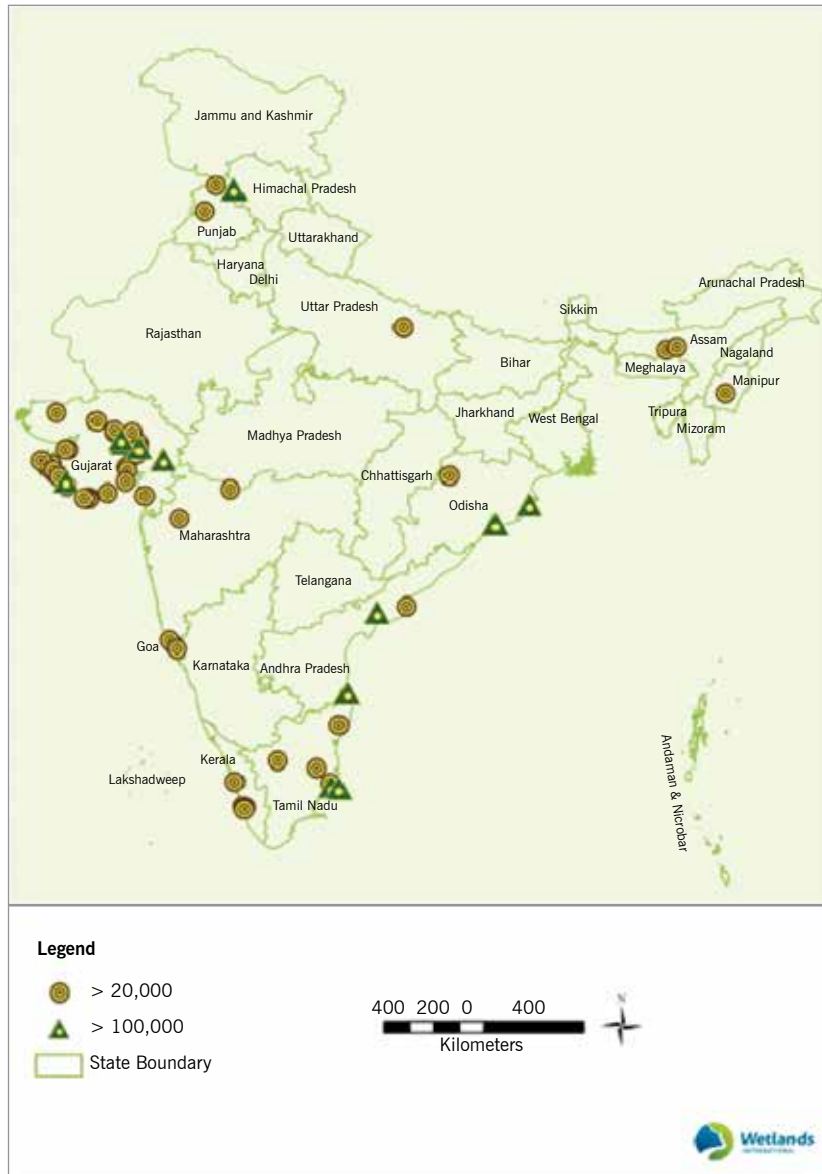 Jammu and Kashmir
Himachal Pradesh
Punjab
Uttarakhand
Haryana
Delhi
Arunachal Pradesh
Uttar Pradesh
Sikkim
Rajasthan
Assam
Nagaland
Bihar
Meghalaya
Manipur
Jharkhand
West Bengal
Tripura
Mizoram
Madhya Pradesh
Gujarat
Chhattisgarh
Odisha
Maharashtra
Telangana
Goa
Karnataka
Andhra Pradesh
Kerala
Lakshadweep
Tamil Nadu
Andaman & Nicrobar
Legend
> 20,000
> 100,000
State Boundary
400 200 0 400
Kilometers
N
Wetlands
INTERNATIONAL